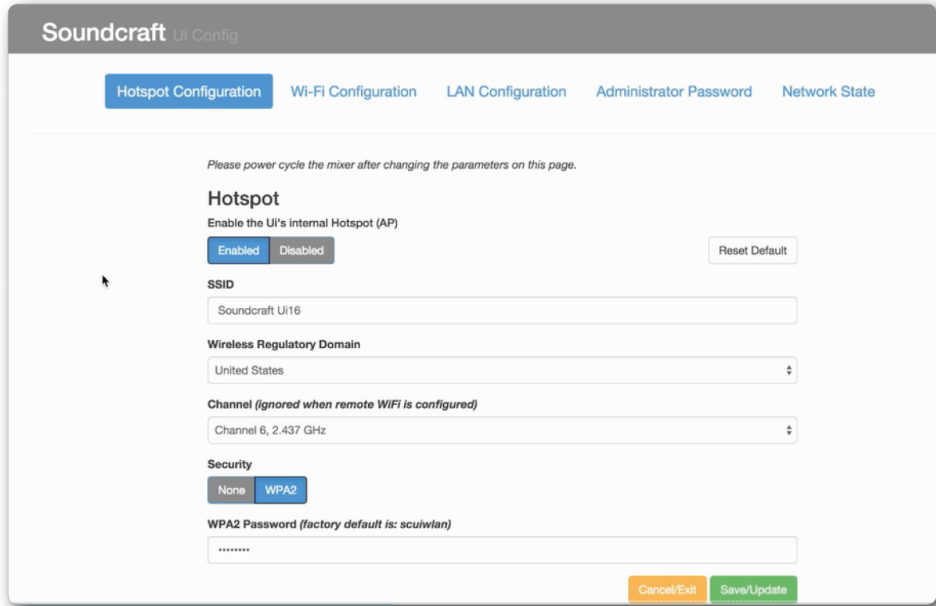 Soundcraft Ui Config
Hotspot Configuration Wi-Fi Configuration LAN Configuration Administrator Password Network State
Please power cycle the mixer after changing the parameters on this page.
Hotspot
Enable the Ui's internal Hotspot (AP)
Enabled Disabled Reset Default
SSID
Soundcraft Ui16
Wireless Regulatory Domain
United States
Channel (ignored when remote WiFi is configured)
Channel 6, 2.437 GHz
Security
None WPA2
WPA2 Password (factory default is: scuiwlan)
••••••••
Cancel/Exit Save/Update